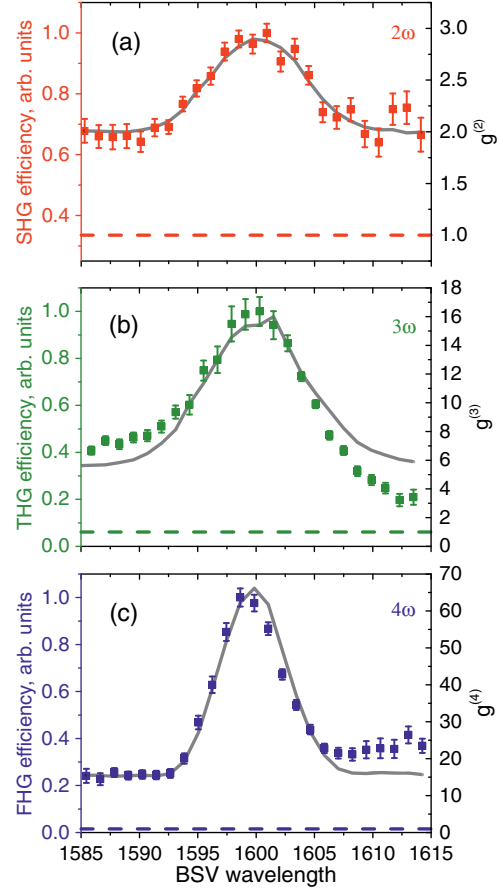 (a)
2ω
SHG efficiency, arb. units
1.0
0.8
0.6
0.4
g(2)
3.0
2.5
2.0
1.5
1.0
(b)
3ω
THG efficiency, arb. units
1.0
0.8
0.6
0.4
0.2
0.0
g(3)
18
16
14
12
10
8
6
4
2
0
(c)
4ω
FHG efficiency, arb. units
1.0
0.8
0.6
0.4
0.2
0.0
g(4)
70
60
50
40
30
20
10
0
1585 1590 1595 1600 1605 1610 1615
BSV wavelength